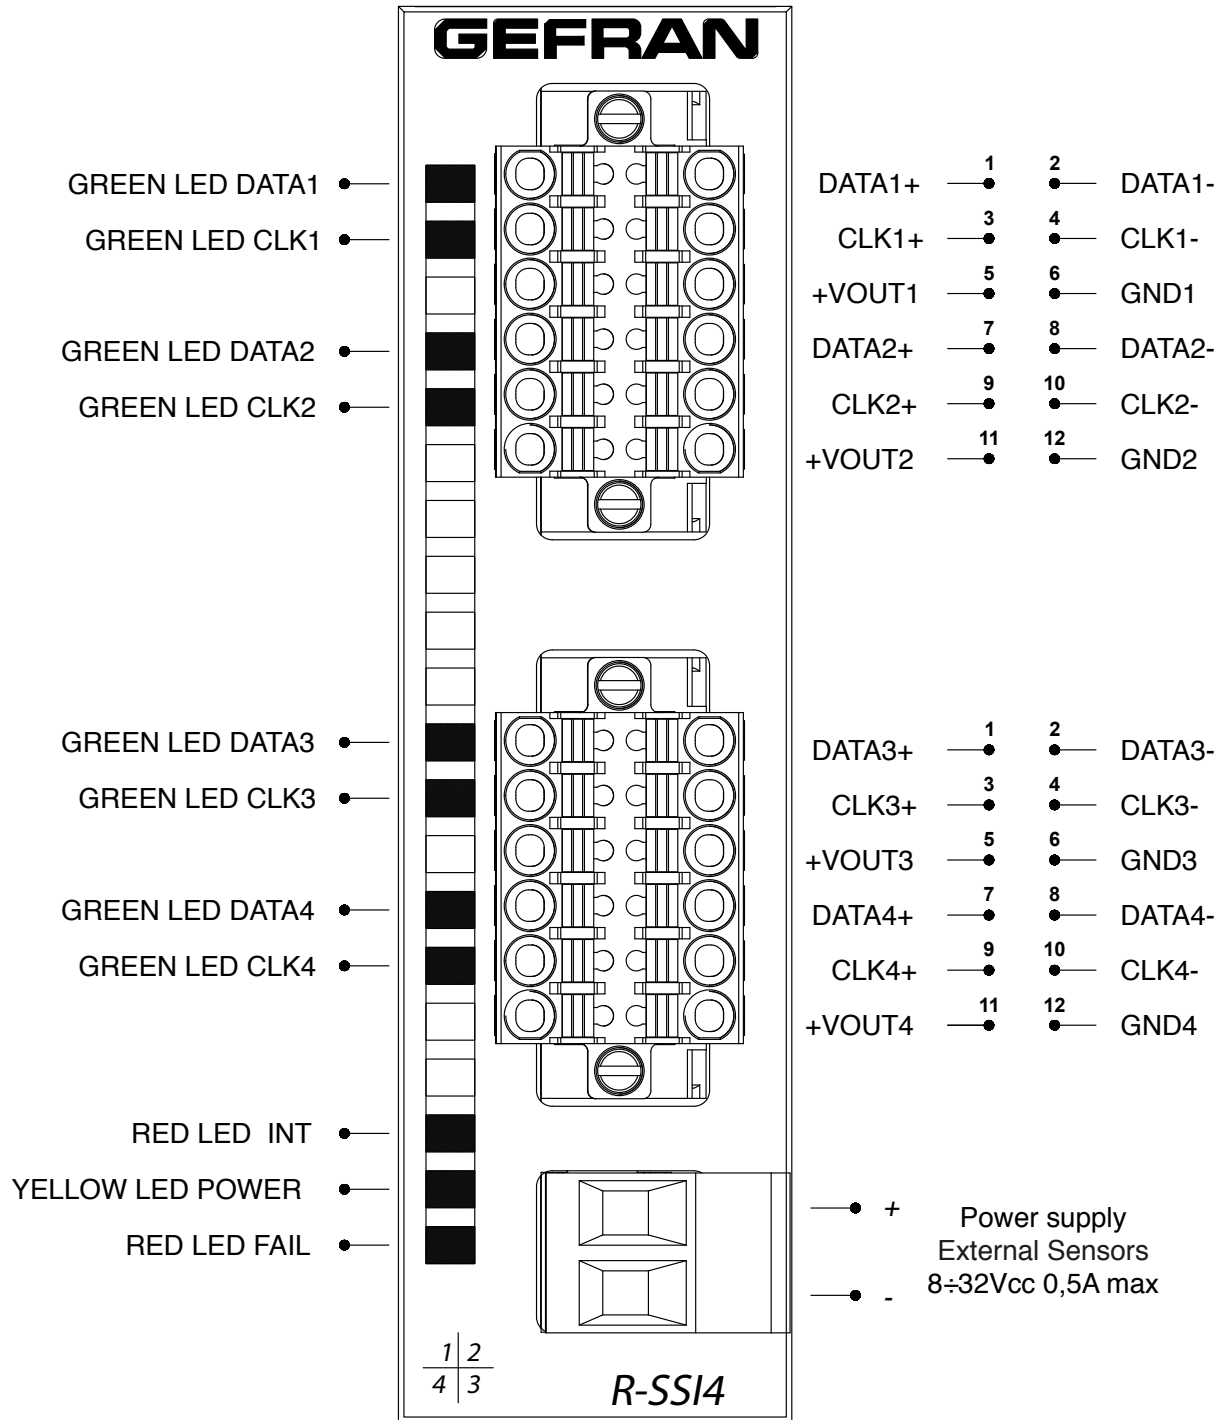 GEFRAN
GREEN LED DATA1
GREEN LED CLK1
GREEN LED DATA2
GREEN LED CLK2
1 2
DATA1+ DATA1-
3 4
CLK1+ CLK1-
5 6
+VOUT1 GND1
7 8
DATA2+ DATA2-
9 10
CLK2+ CLK2-
11 12
+VOUT2 GND2
GREEN LED DATA3
GREEN LED CLK3
GREEN LED DATA4
GREEN LED CLK4
1 2
DATA3+ DATA3-
3 4
CLK3+ CLK3-
5 6
+VOUT3 GND3
7 8
DATA4+ DATA4-
9 10
CLK4+ CLK4-
11 12
+VOUT4 GND4
RED LED INT
YELLOW LED POWER
RED LED FAIL
+
-
Power supply
External Sensors
8÷32Vcc 0,5A max
1 2
4 3
R-SSI4